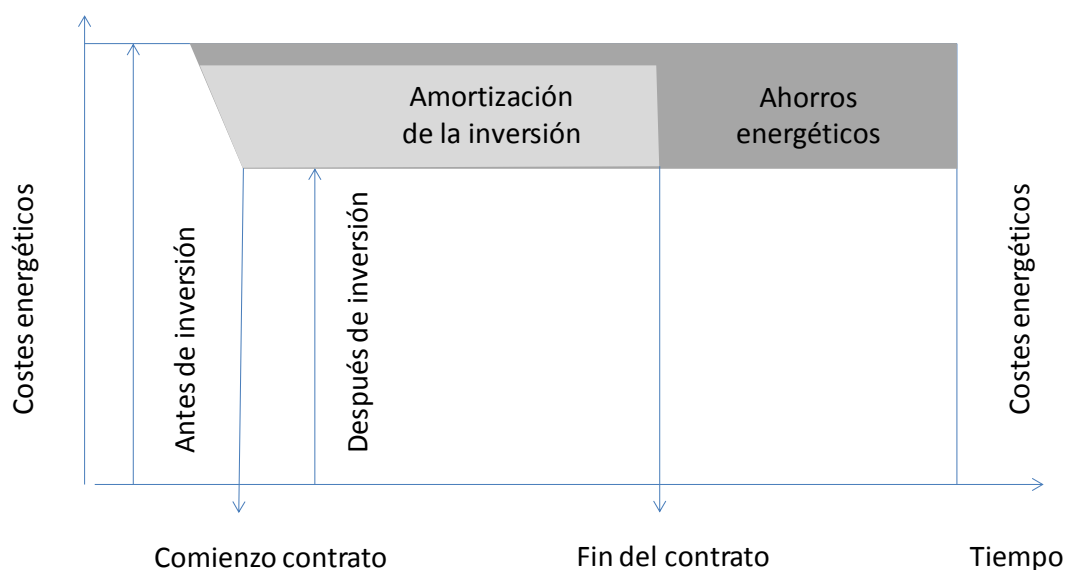 Amortización
de la inversión
Ahorros
energéticos
Costes energéticos
Antes de inversión
Después de inversión
Costes energéticos
Comienzo contrato
Fin del contrato
Tiempo